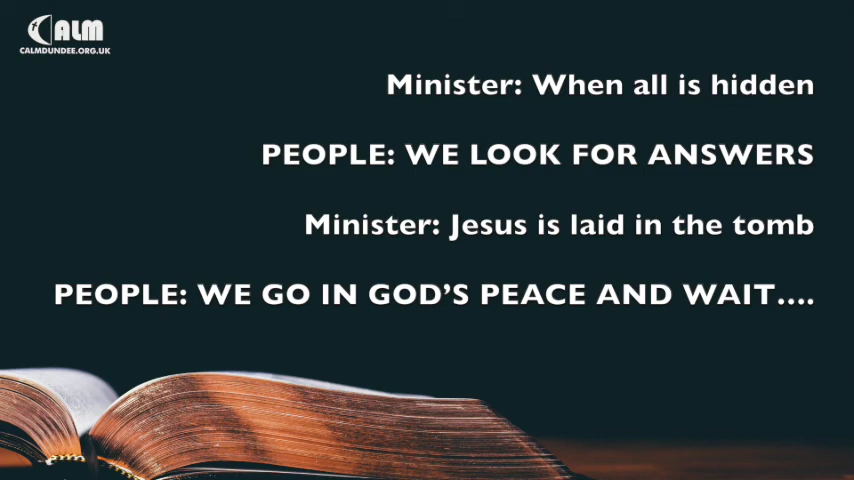 CALM
CALMDUNDEE.ORG.UK
Minister: When all is hidden
PEOPLE: WE LOOK FOR ANSWERS
Minister: Jesus is laid in the tomb
PEOPLE: WE GO IN GOD’S PEACE AND WAIT….